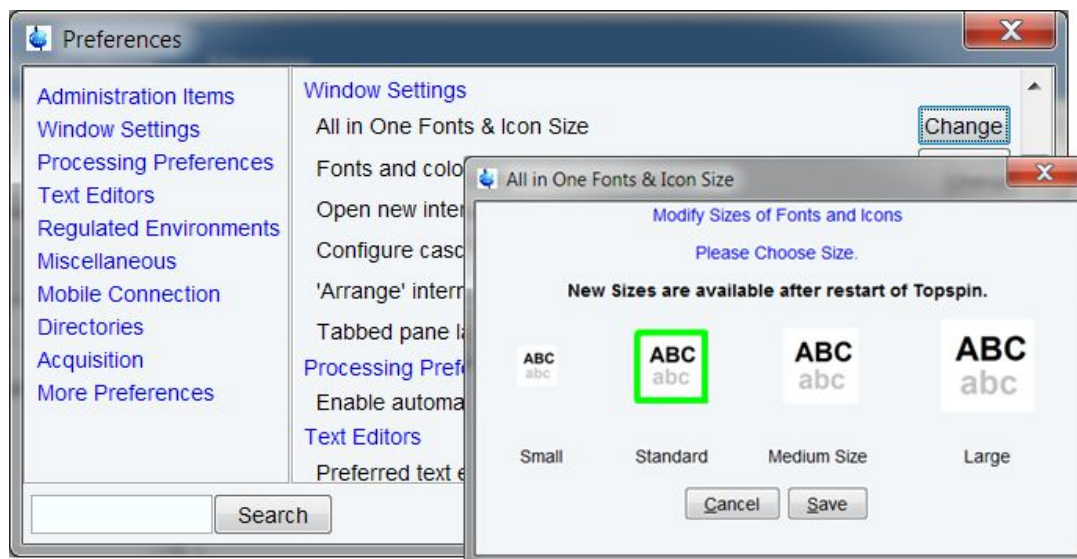 Preferences
X
Administration Items
Window Settings
Processing Preferences
Text Editors
Regulated Environments
Miscellaneous
Mobile Connection
Directories
Acquisition
More Preferences
Search
Window Settings
All in One Fonts & Icon Size
Change
Fonts and colo
Open new inter
Configure casc
'Arrange' intern
Tabbed pane la
Processing Prefe
Enable automa
Text Editors
Preferred text e
All in One Fonts & Icon Size
X
Modify Sizes of Fonts and Icons
Please Choose Size.
New Sizes are available after restart of Topspin.
ABC ABC ABC ABC
abc abc abc abc
Small Standard Medium Size Large
Cancel Save